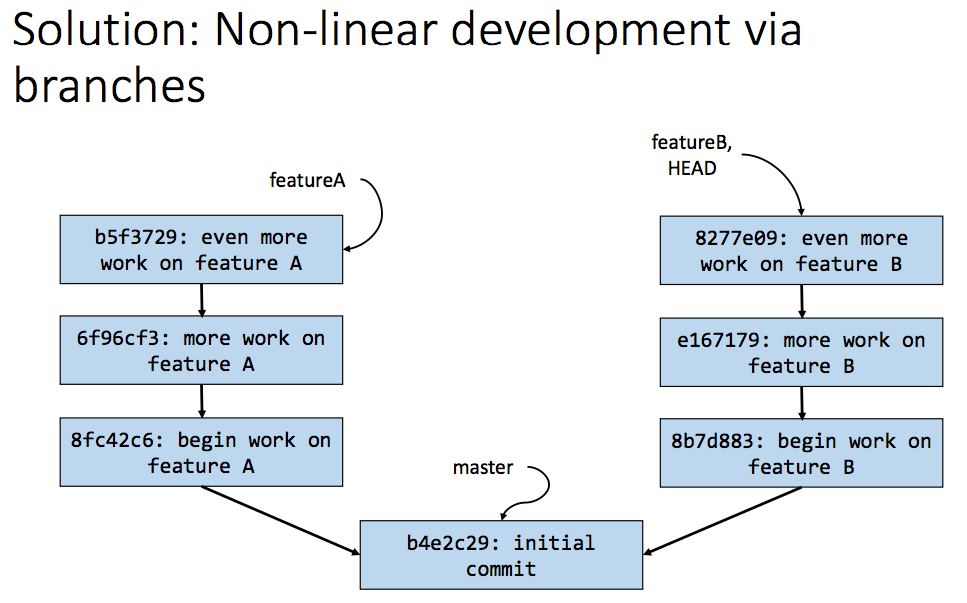 Solution: Non-linear development via
branches
featureB,
HEAD
featureA
b5f3729: even more
work on feature A
8277e09: even more
work on feature B
6f96cf3: more work on
feature A
e167179: more work on
feature B
8fc42c6: begin work on
feature A
8b7d883: begin work on
feature B
master
b4e2c29: initial
commit